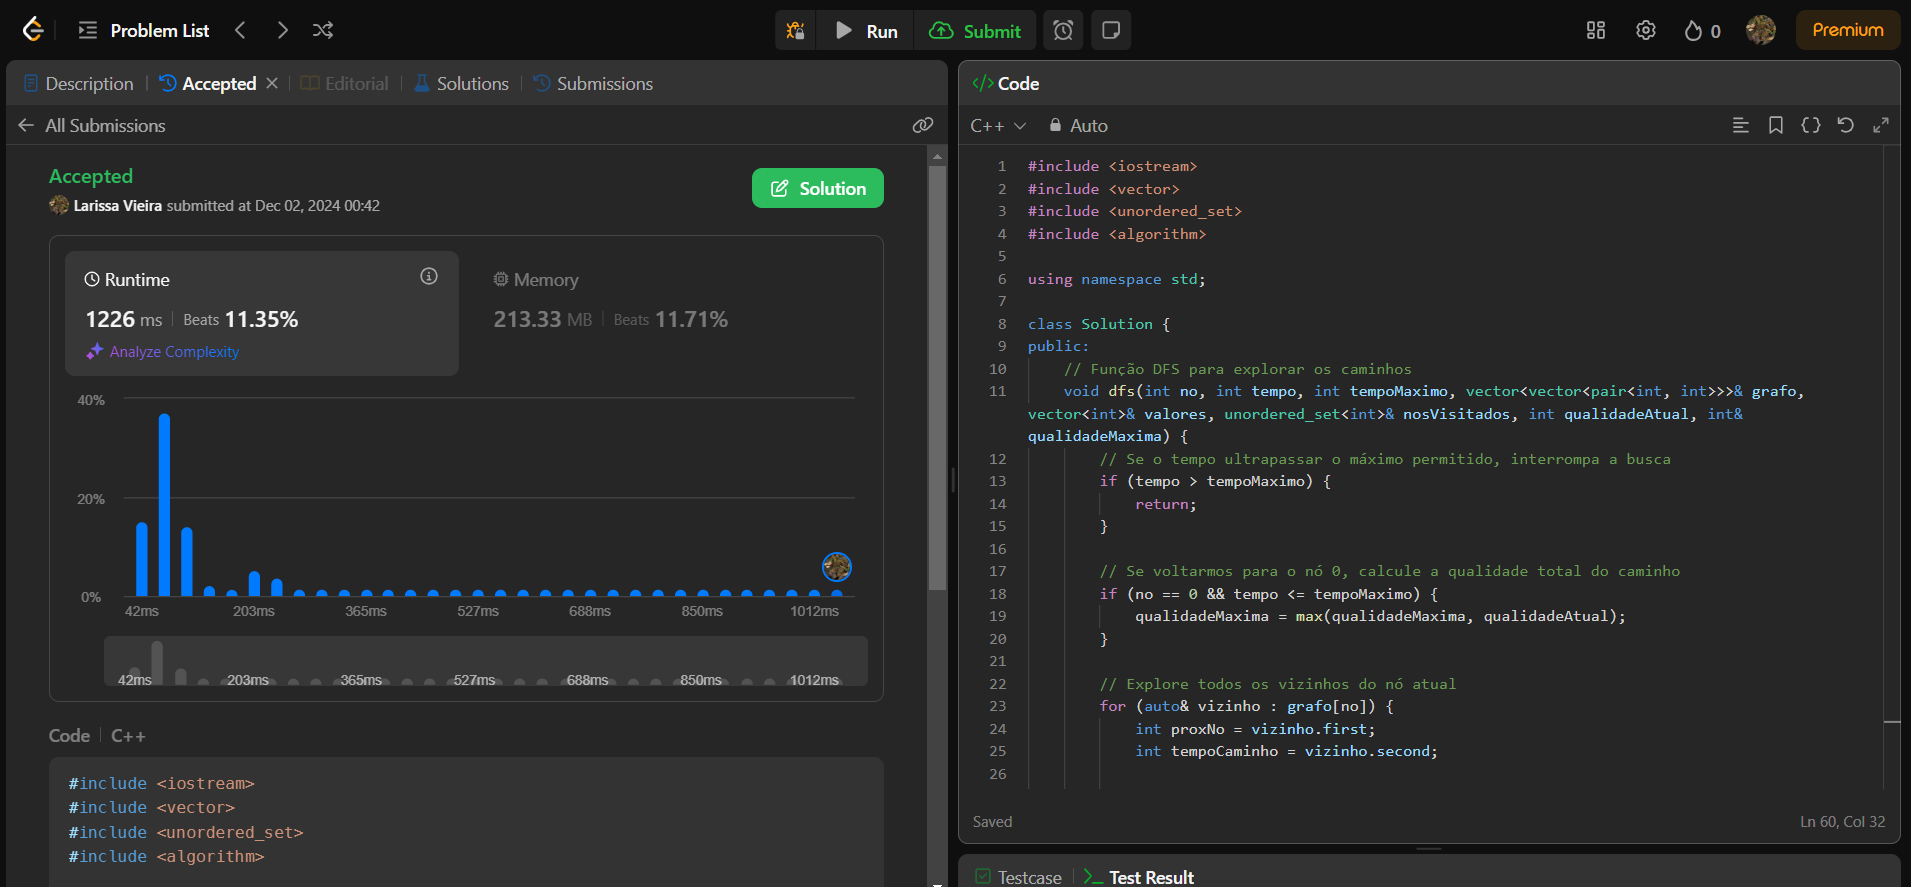 Problem List
Run
Submit
0
Premium
Description
Accepted
Editorial
Solutions
Submissions
All Submissions
Accepted
Larissa Vieira submitted at Dec 02, 2024 00:42
Solution
Runtime
1226 ms
Beats 11.35%
Analyze Complexity
Memory
213.33 MB
Beats 11.71%
40%
20%
0%
42ms 203ms 365ms 527ms 688ms 850ms 1012ms
42ms 203ms 365ms 527ms 688ms 850ms 1012ms
Code
C++
#include <iostream>
#include <vector>
#include <unordered_set>
#include <algorithm>
</> Code
C++
Auto
1 #include <iostream>
2 #include <vector>
3 #include <unordered_set>
4 #include <algorithm>
5
6 using namespace std;
7
8 class Solution {
9 public:
10 // Função DFS para explorar os caminhos
11 void dfs(int no, int tempo, int tempoMaximo, vector<vector<pair<int, int>>>& grafo,
vector<int>& valores, unordered_set<int>& nosVisitados, int qualidadeAtual, int&
qualidadeMaxima) {
12 // Se o tempo ultrapassar o máximo permitido, interrompa a busca
13 if (tempo > tempoMaximo) {
14 return;
15 }
16
17 // Se voltarmos para o nó 0, calcule a qualidade total do caminho
18 if (no == 0 && tempo <= tempoMaximo) {
19 qualidadeMaxima = max(qualidadeMaxima, qualidadeAtual);
20 }
21
22 // Explore todos os vizinhos do nó atual
23 for (auto& vizinho : grafo[no]) {
24 int proxNo = vizinho.first;
25 int tempoCaminho = vizinho.second;
26
Saved
Ln 60, Col 32
Testcase
Test Result